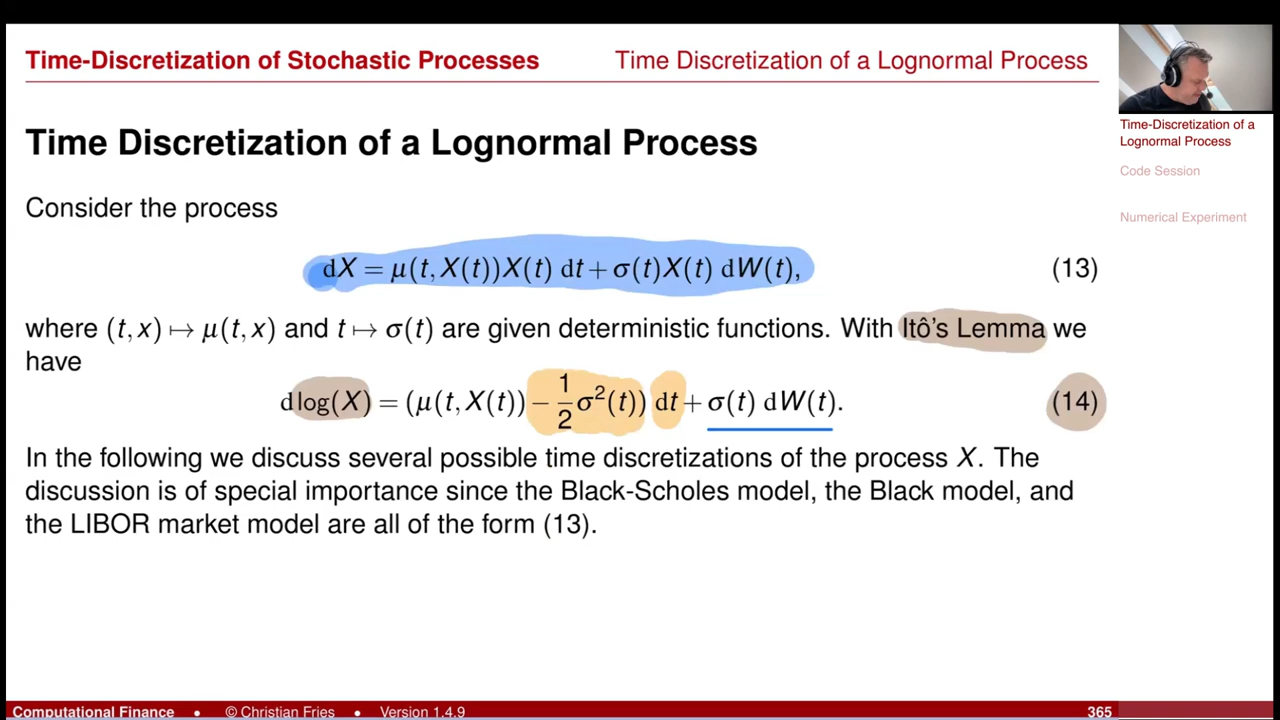 Time-Discretization of Stochastic Processes
Time Discretization of a Lognormal Process
Time-Discretization of a
Lognormal Process
Code Session
Numerical Experiment
Time Discretization of a Lognormal Process
Consider the process
dX = μ(t, X(t))X(t) dt + σ(t)X(t) dW(t), (13)
where (t, x) ↦ μ(t, x) and t ↦ σ(t) are given deterministic functions. With Itô's Lemma we
have
d log(X) = (μ(t, X(t)) − 1/2 σ²(t)) dt + σ(t) dW(t). (14)
In the following we discuss several possible time discretizations of the process X. The
discussion is of special importance since the Black-Scholes model, the Black model, and
the LIBOR market model are all of the form (13).
Computational Finance • © Christian Fries • Version 1.4.9 365